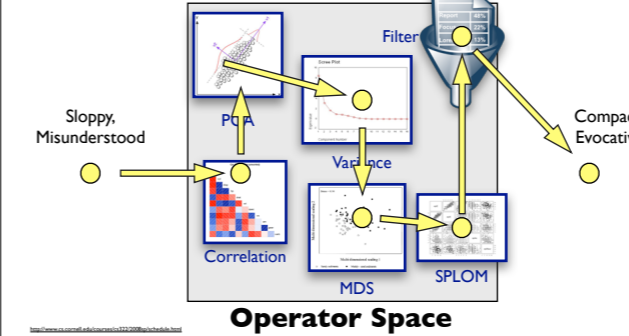 Filter
Scree Plot
PCA
Sloppy,
Misunderstood
Variance
Compac
Evocativ
Correlation
MDS
SPLOM
Operator Space